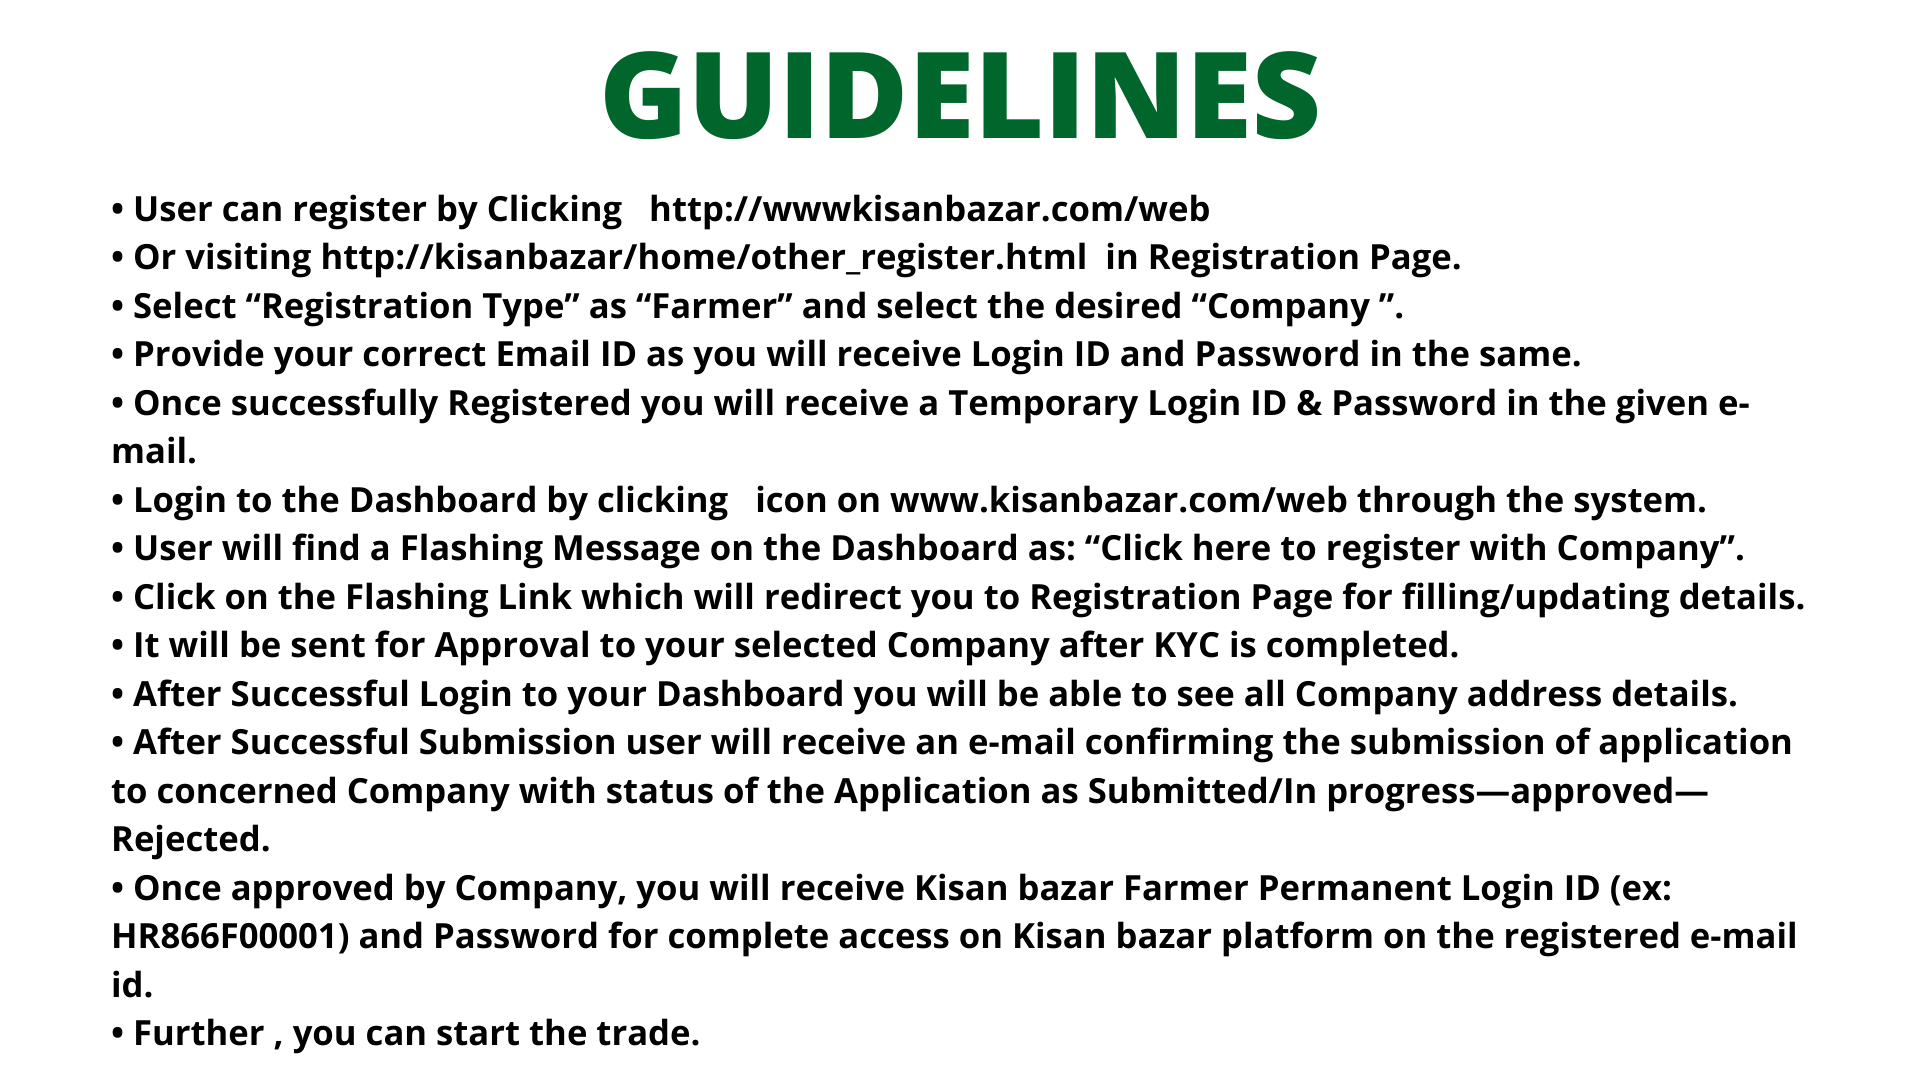 GUIDELINES
• User can register by Clicking   http://wwwkisanbazar.com/web
• Or visiting http://kisanbazar/home/other_register.html  in Registration Page.
• Select “Registration Type” as “Farmer” and select the desired “Company ”.
• Provide your correct Email ID as you will receive Login ID and Password in the same.
• Once successfully Registered you will receive a Temporary Login ID & Password in the given e-
mail.
• Login to the Dashboard by clicking   icon on www.kisanbazar.com/web through the system.
• User will find a Flashing Message on the Dashboard as: “Click here to register with Company”.
• Click on the Flashing Link which will redirect you to Registration Page for filling/updating details.
• It will be sent for Approval to your selected Company after KYC is completed.
• After Successful Login to your Dashboard you will be able to see all Company address details.
• After Successful Submission user will receive an e-mail confirming the submission of application
to concerned Company with status of the Application as Submitted/In progress—approved—
Rejected.
• Once approved by Company, you will receive Kisan bazar Farmer Permanent Login ID (ex:
HR866F00001) and Password for complete access on Kisan bazar platform on the registered e-mail
id.
• Further , you can start the trade.